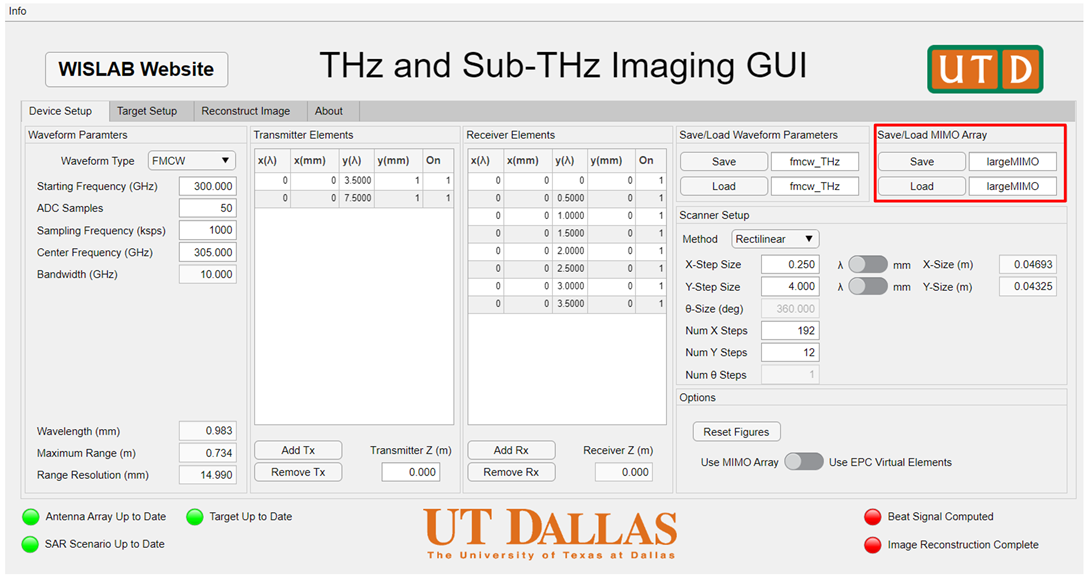 Info
WISLAB Website
THz and Sub-THz Imaging GUI
UTD
Device Setup Target Setup Reconstruct Image About
Waveform Paramters
Waveform Type FMCW
Starting Frequency (GHz) 300.000
ADC Samples 50
Sampling Frequency (ksps) 1000
Center Frequency (GHz) 305.000
Bandwidth (GHz) 10.000
Wavelength (mm) 0.983
Maximum Range (m) 0.734
Range Resolution (mm) 14.990
Transmitter Elements
x(λ) x(mm) y(λ) y(mm) On
0 0 3.5000 1 1
0 0 7.5000 1 1
Add Tx
Remove Tx
Transmitter Z (m)
0.000
Receiver Elements
x(λ) x(mm) y(λ) y(mm) On
0 0 0 0 1
0 0 0.5000 0 1
0 0 1.0000 0 1
0 0 1.5000 0 1
0 0 2.0000 0 1
0 0 2.5000 0 1
0 0 3.0000 0 1
0 0 3.5000 0 1
Add Rx
Remove Rx
Receiver Z (m)
0.000
Save/Load Waveform Parameters
Save fmcw_THz
Load fmcw_THz
Save/Load MIMO Array
Save largeMIMO
Load largeMIMO
Scanner Setup
Method Rectilinear
X-Step Size 0.250 λ mm X-Size (m) 0.04693
Y-Step Size 4.000 λ mm Y-Size (m) 0.04325
θ-Size (deg) 360.000
Num X Steps 192
Num Y Steps 12
Num θ Steps 1
Options
Reset Figures
Use MIMO Array Use EPC Virtual Elements
Antenna Array Up to Date Target Up to Date
SAR Scenario Up to Date
UT DALLAS
The University of Texas at Dallas
Beat Signal Computed
Image Reconstruction Complete